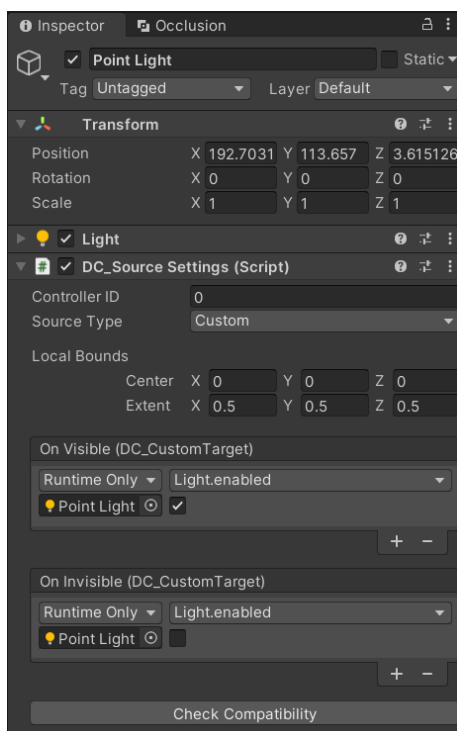 Inspector Occlusion
Point Light Static
Tag Untagged Layer Default
Transform
Position X 192.7031 Y 113.657 Z 3.615126
Rotation X 0 Y 0 Z 0
Scale X 1 Y 1 Z 1
Light
# DC_Source Settings (Script)
Controller ID 0
Source Type Custom
Local Bounds
Center X 0 Y 0 Z 0
Extent X 0.5 Y 0.5 Z 0.5
On Visible (DC_CustomTarget)
Runtime Only Light.enabled
Point Light
+ −
On Invisible (DC_CustomTarget)
Runtime Only Light.enabled
Point Light
+ −
Check Compatibility